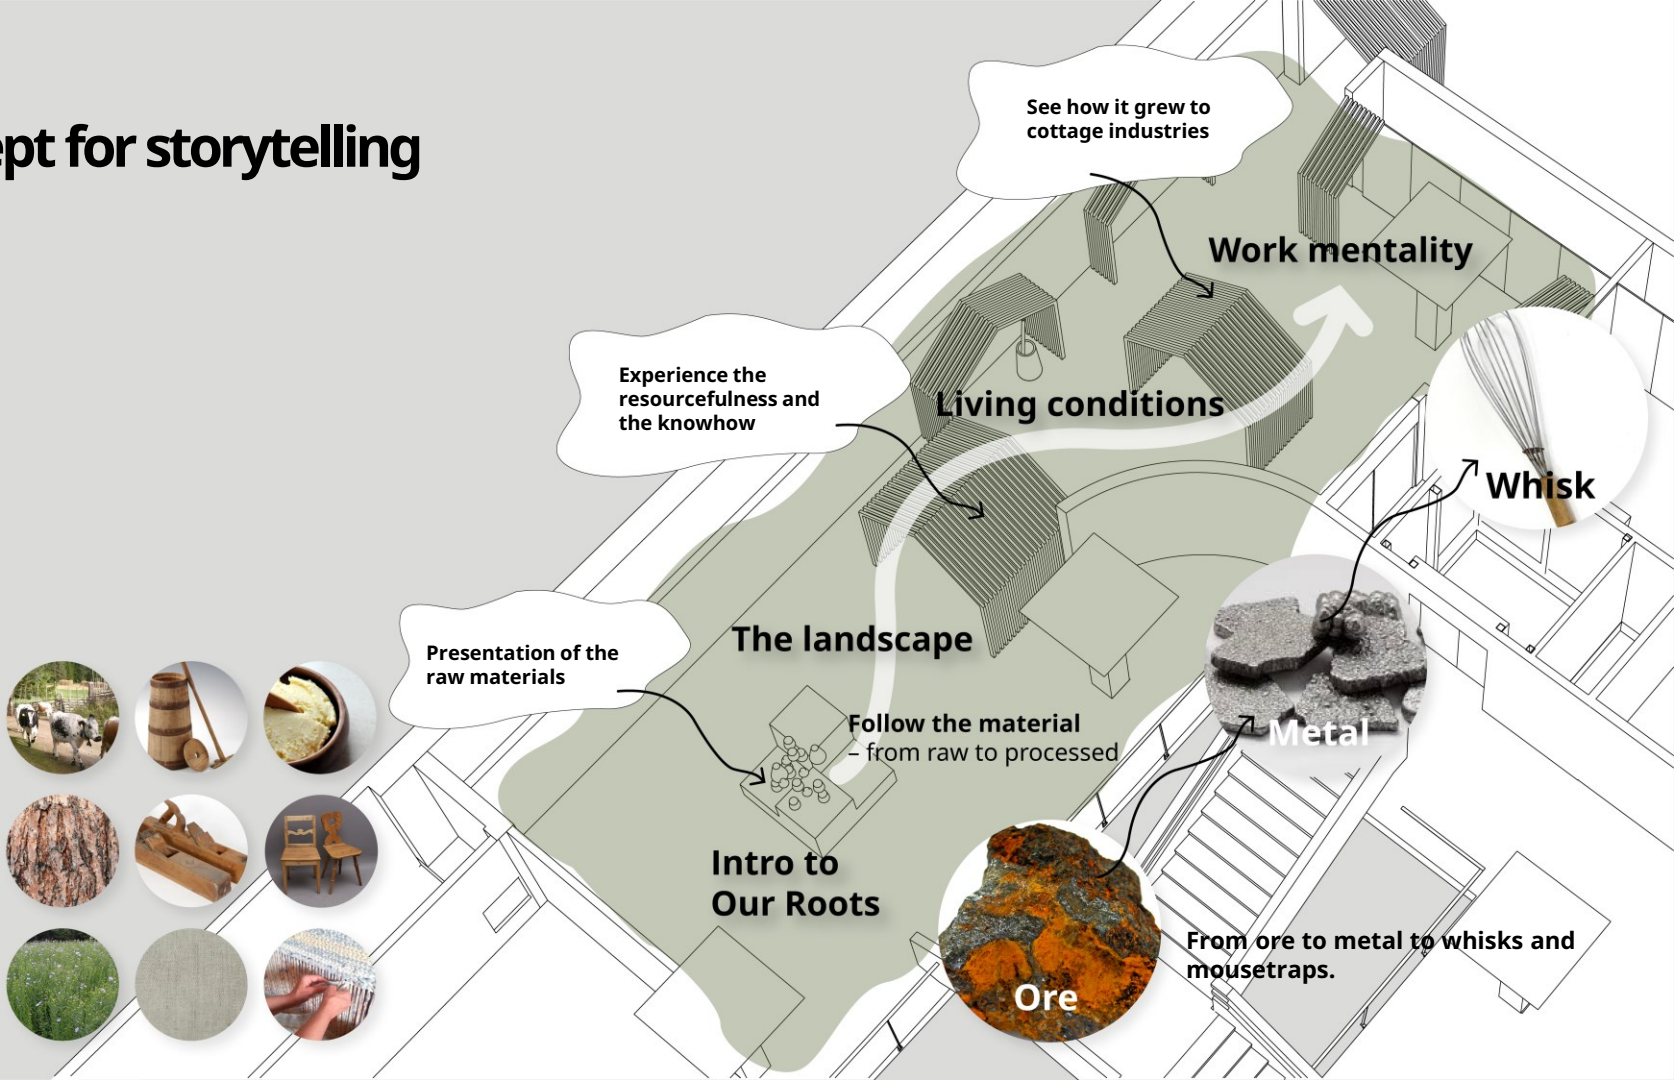 ept for storytelling
See how it grew to
cottage industries
Work mentality
Experience the
resourcefulness and
the knowhow
Living conditions
Whisk
Presentation of the
raw materials
The landscape
Follow the material
– from raw to processed
Metal
Intro to
Our Roots
Ore
From ore to metal to whisks and
mousetraps.